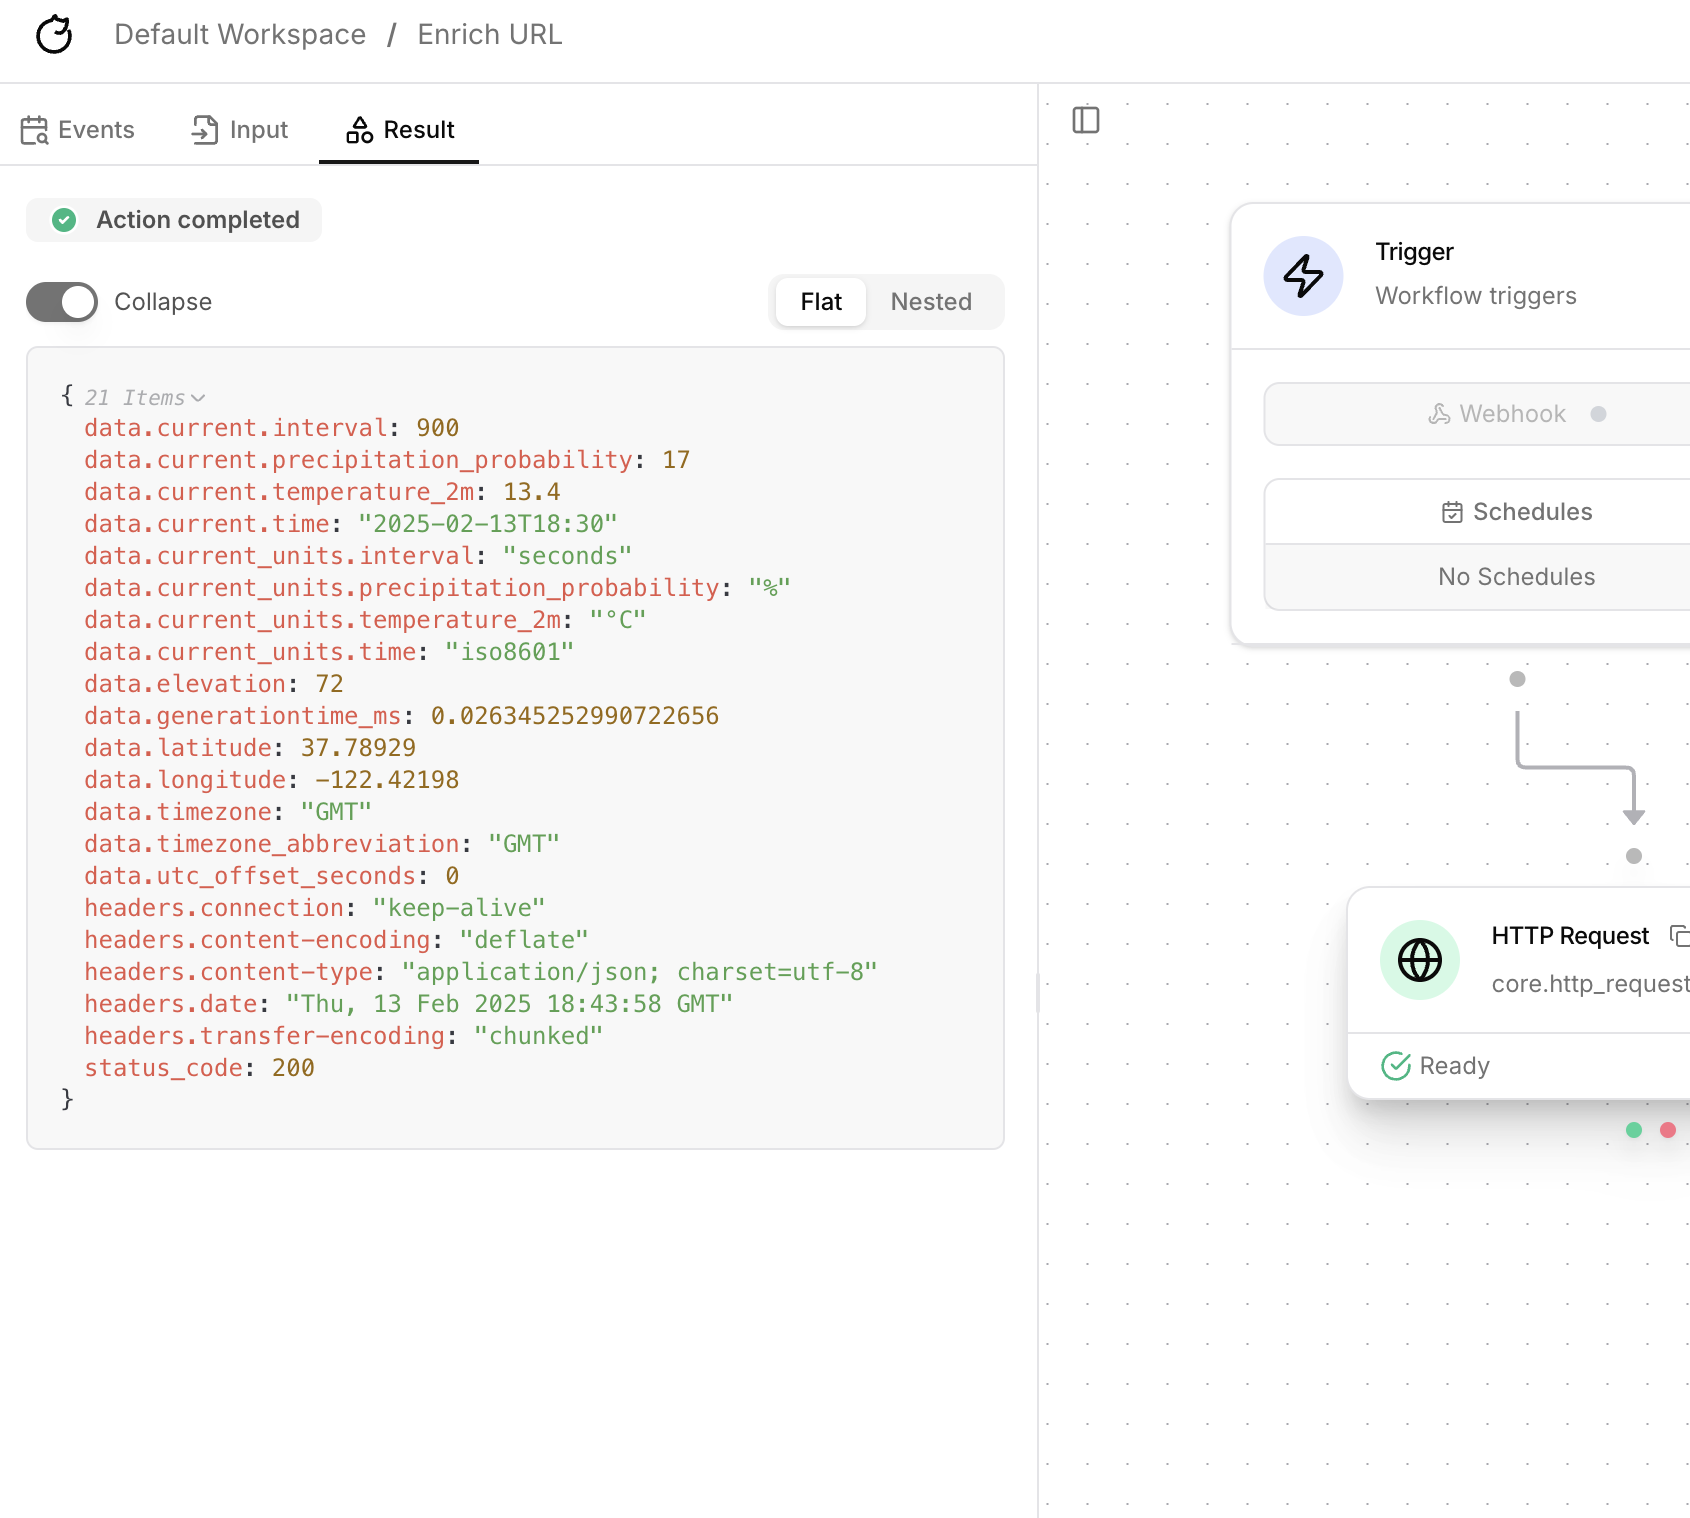 Default Workspace / Enrich URL
Events Input Result
Action completed
Collapse Flat Nested
{ 21 Items
data.current.interval: 900
data.current.precipitation_probability: 17
data.current.temperature_2m: 13.4
data.current.time: "2025-02-13T18:30"
data.current_units.interval: "seconds"
data.current_units.precipitation_probability: "%"
data.current_units.temperature_2m: "°C"
data.current_units.time: "iso8601"
data.elevation: 72
data.generationtime_ms: 0.026345252990722656
data.latitude: 37.78929
data.longitude: -122.42198
data.timezone: "GMT"
data.timezone_abbreviation: "GMT"
data.utc_offset_seconds: 0
headers.connection: "keep-alive"
headers.content-encoding: "deflate"
headers.content-type: "application/json; charset=utf-8"
headers.date: "Thu, 13 Feb 2025 18:43:58 GMT"
headers.transfer-encoding: "chunked"
status_code: 200
}
Trigger
Workflow triggers
Webhook
Schedules
No Schedules
HTTP Request
core.http_request
Ready